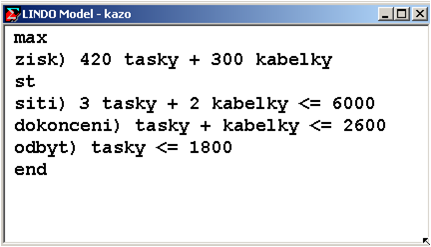 LINDO Model - kazo
max
zisk) 420 tasky + 300 kabelky
st
siti) 3 tasky + 2 kabelky <= 6000
dokonceni) tasky + kabelky <= 2600
odbyt) tasky <= 1800
end